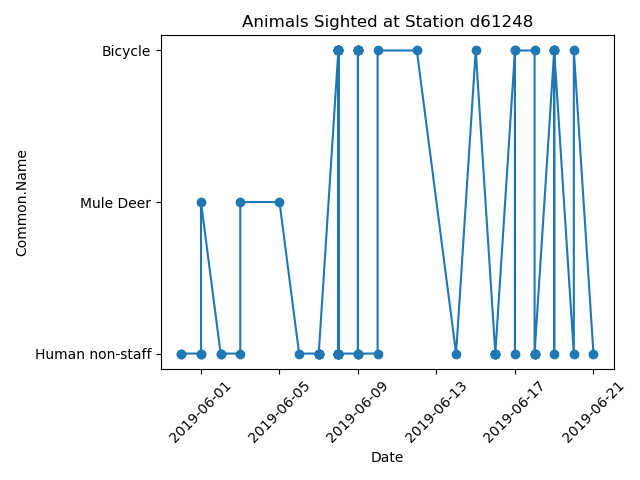 Animals Sighted at Station d61248
Bicycle
Mule Deer
Human non-staff
Common.Name
2019-06-01
2019-06-05
2019-06-09
2019-06-13
2019-06-17
2019-06-21
Date